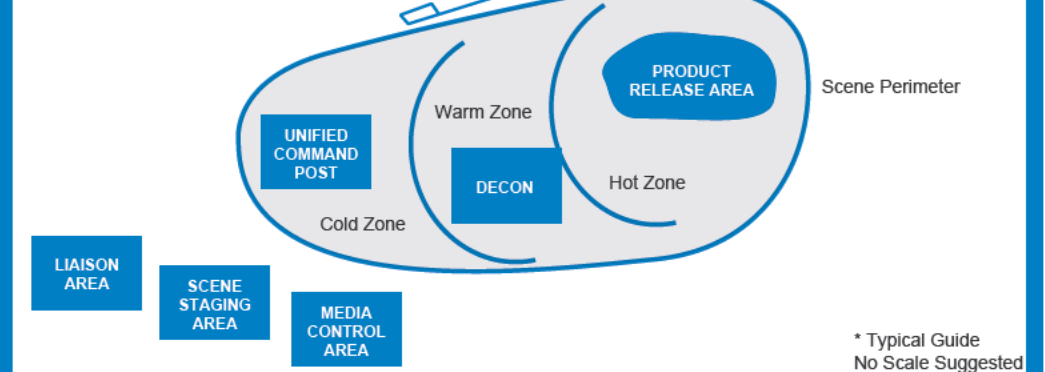 PRODUCT
RELEASE AREA
Scene Perimeter
Warm Zone
UNIFIED
COMMAND
POST
DECON
Hot Zone
Cold Zone
LIAISON
AREA
SCENE
STAGING
AREA
MEDIA
CONTROL
AREA
* Typical Guide
No Scale Suggested